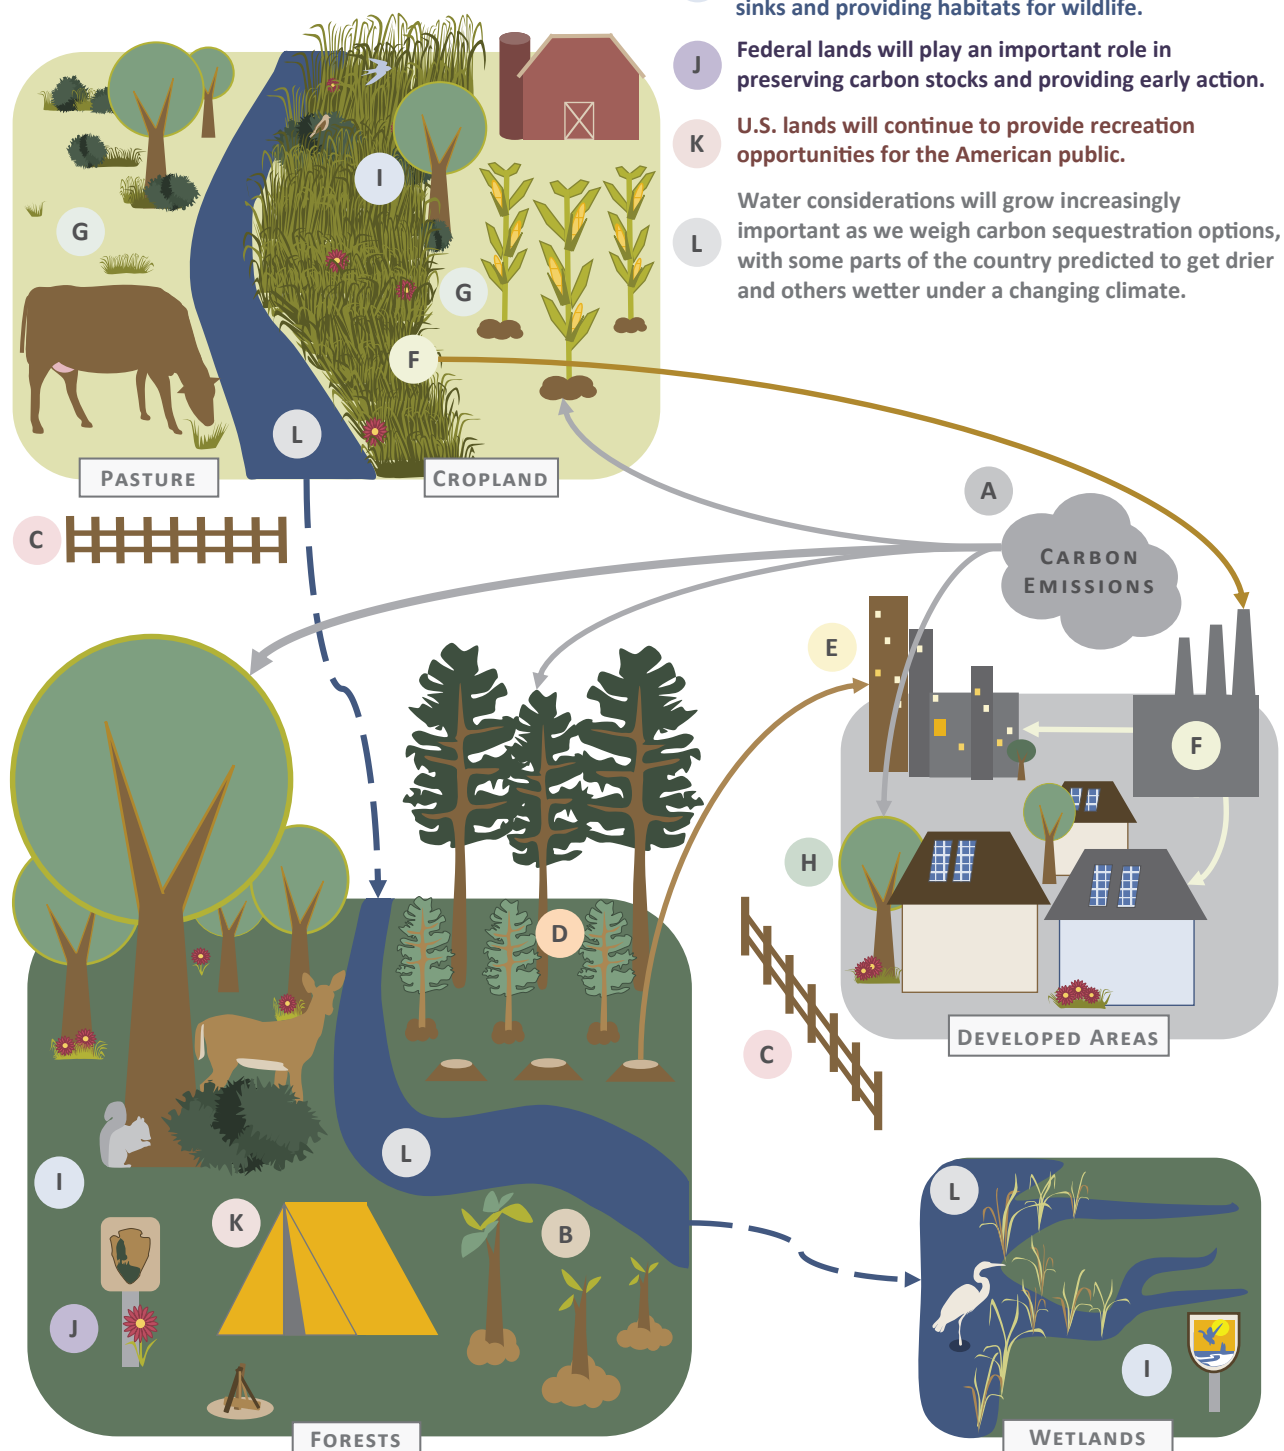 sinks and providing habitats for wildlife.
J
Federal lands will play an important role in
preserving carbon stocks and providing early action.
K
U.S. lands will continue to provide recreation
opportunities for the American public.
L
Water considerations will grow increasingly
important as we weigh carbon sequestration options,
with some parts of the country predicted to get drier
and others wetter under a changing climate.
I
G
G
F
L
PASTURE
CROPLAND
A
C
CARBON
EMISSIONS
E
F
H
D
DEVELOPED AREAS
C
L
I
K
B
J
L
I
FORESTS
WETLANDS